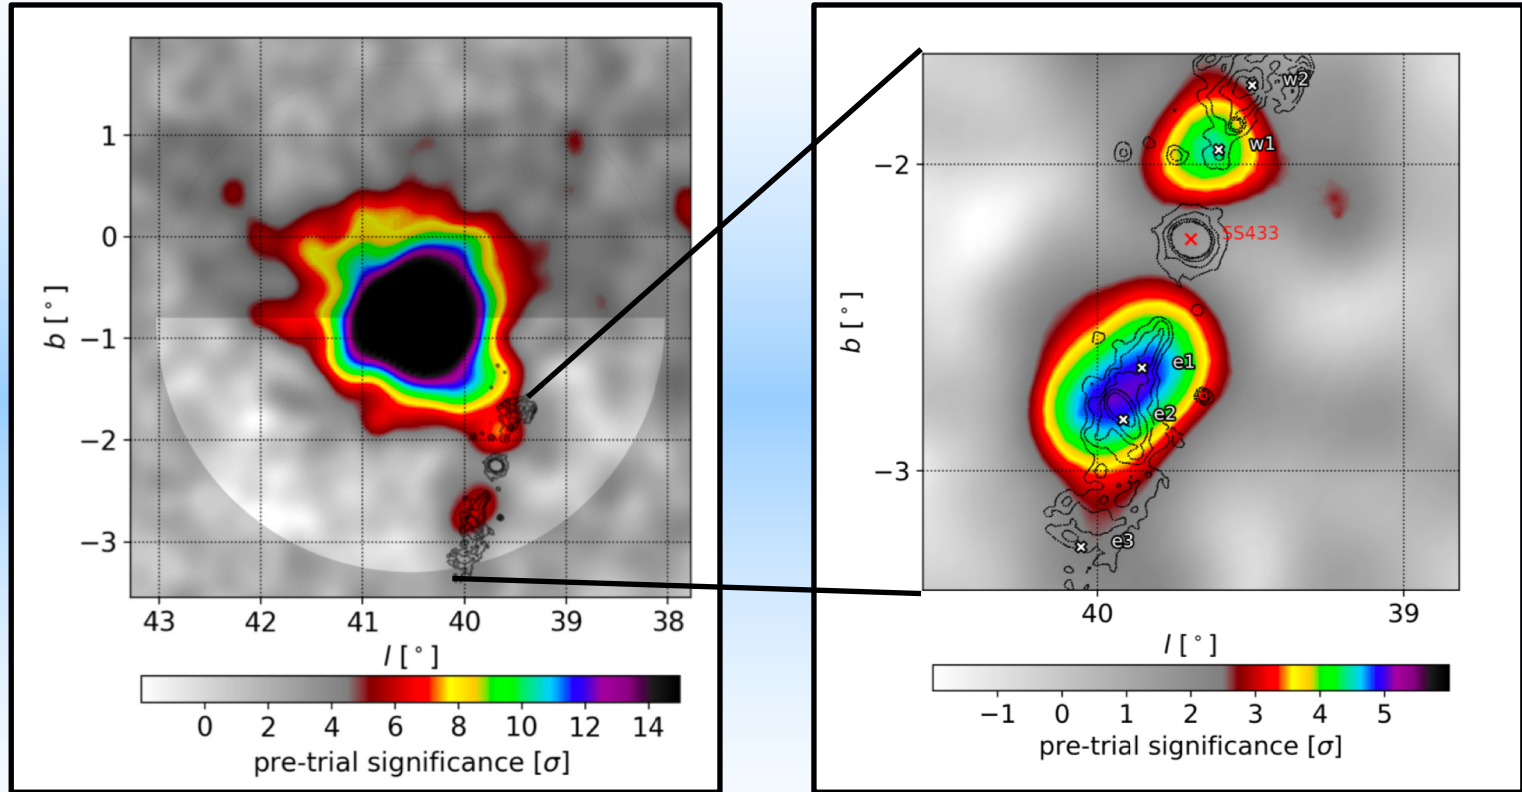 1
0
−1
−2
−3
b [°]
43 42 41 40 39 38
l [°]
0 2 4 6 8 10 12 14
pre-trial significance [σ]
w2
w1
−2
SS433
b [°]
e1
e2
−3
e3
40 39
l [°]
−1 0 1 2 3 4 5
pre-trial significance [σ]